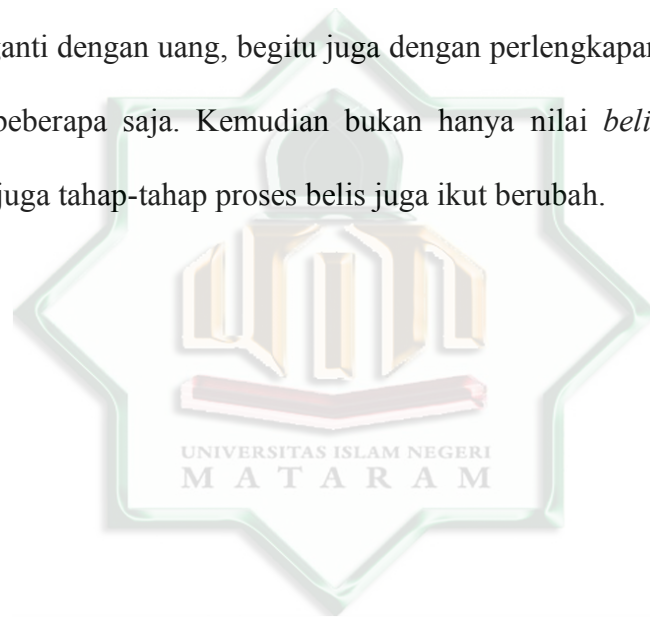 ganti dengan uang, begitu juga dengan perlengkapan
beberapa saja. Kemudian bukan hanya nilai beli
juga tahap-tahap proses belis juga ikut berubah.
UNIVERSITAS ISLAM NEGERI
MATARAM